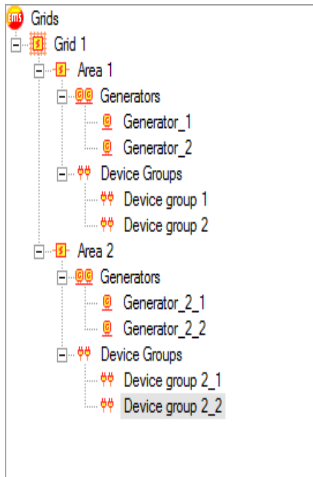 ems Grids
Grid 1
Area 1
Generators
Generator_1
Generator_2
Device Groups
Device group 1
Device group 2
Area 2
Generators
Generator_2_1
Generator_2_2
Device Groups
Device group 2_1
Device group 2_2